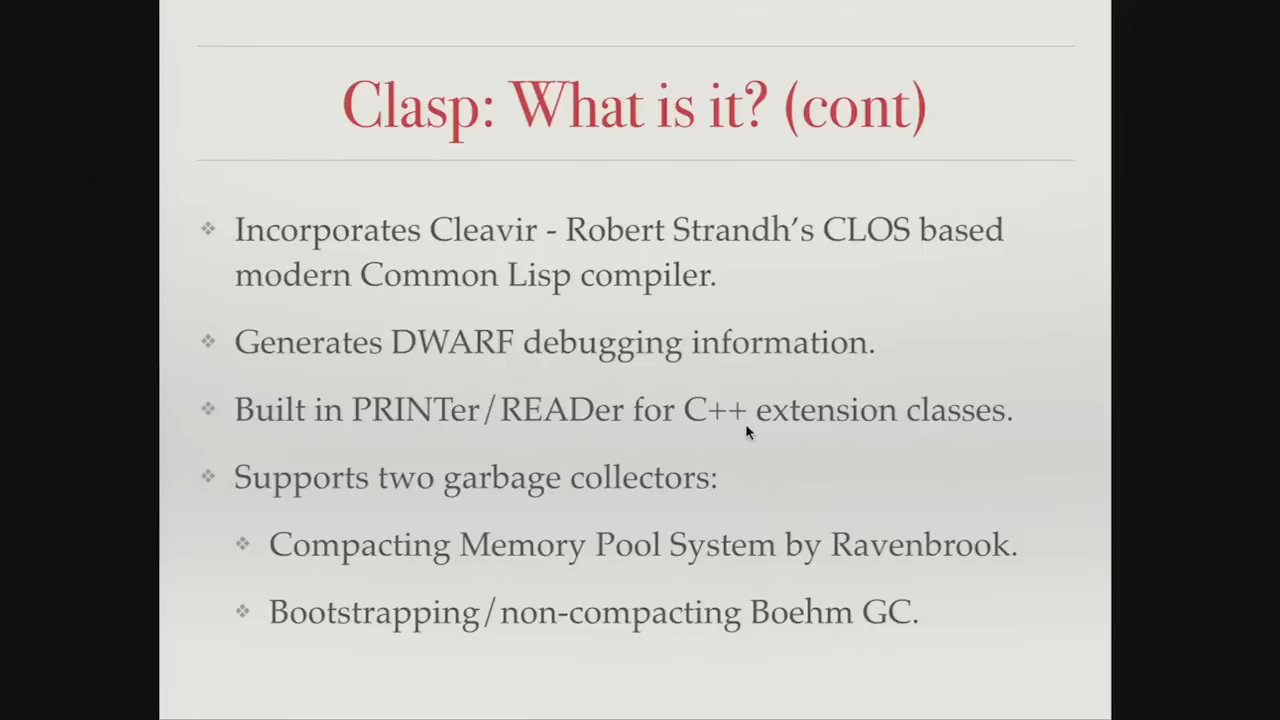 Clasp: What is it? (cont)
Incorporates Cleavir - Robert Strandh's CLOS based
modern Common Lisp compiler.
Generates DWARF debugging information.
Built in PRINTer/READer for C++ extension classes.
Supports two garbage collectors:
Compacting Memory Pool System by Ravenbrook.
Bootstrapping/non-compacting Boehm GC.